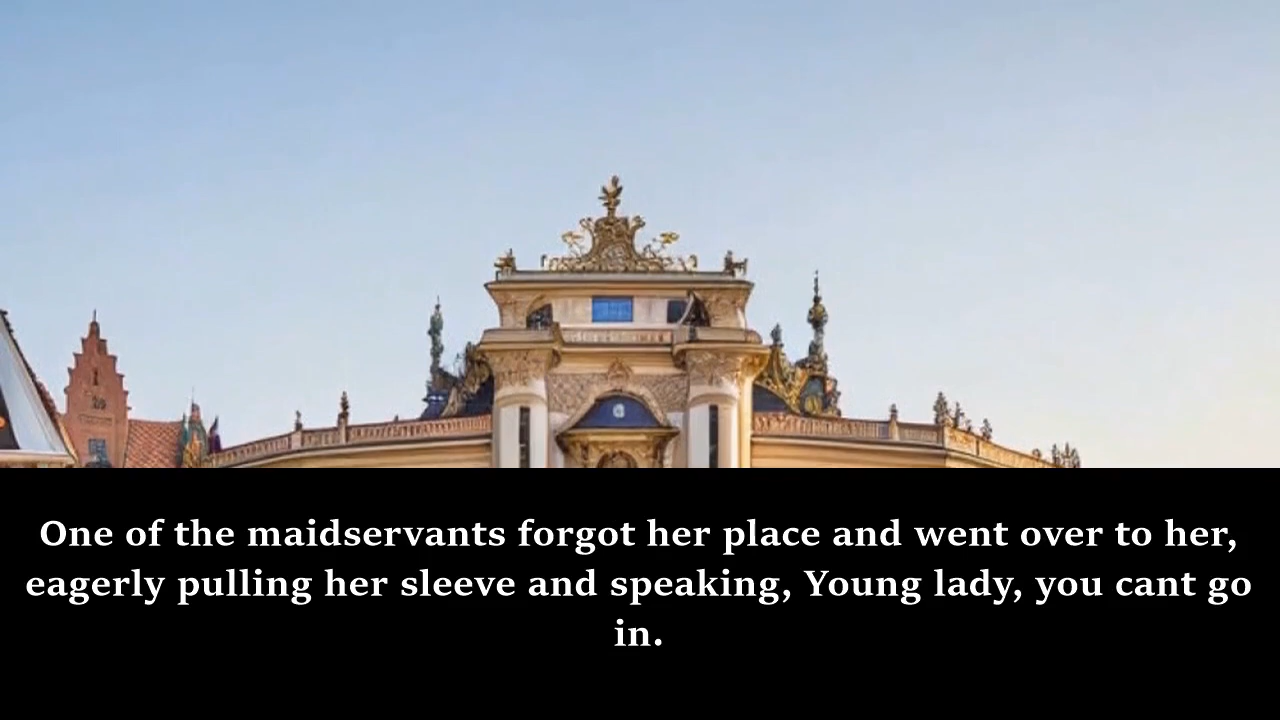 One of the maidservants forgot her place and went over to her,
eagerly pulling her sleeve and speaking, Young lady, you cant go
in.